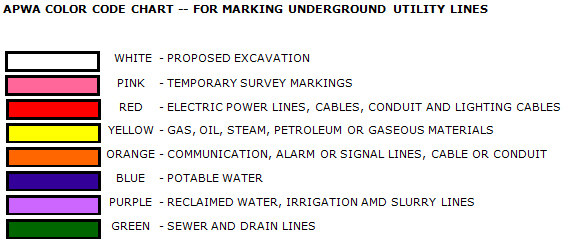 APWA COLOR CODE CHART -- FOR MARKING UNDERGROUND UTILITY LINES
WHITE - PROPOSED EXCAVATION
PINK - TEMPORARY SURVEY MARKINGS
RED - ELECTRIC POWER LINES, CABLES, CONDUIT AND LIGHTING CABLES
YELLOW - GAS, OIL, STEAM, PETROLEUM OR GASEOUS MATERIALS
ORANGE - COMMUNICATION, ALARM OR SIGNAL LINES, CABLE OR CONDUIT
BLUE - POTABLE WATER
PURPLE - RECLAIMED WATER, IRRIGATION AMD SLURRY LINES
GREEN - SEWER AND DRAIN LINES